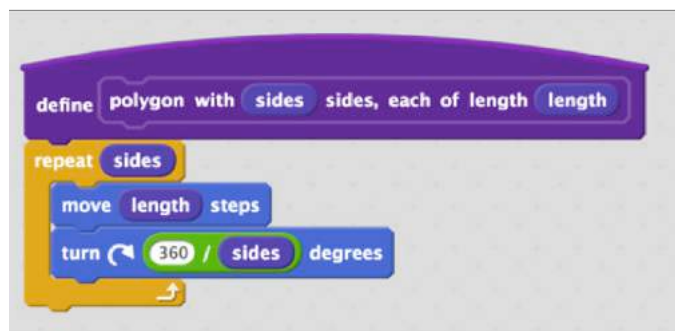 define polygon with sides sides, each of length length
repeat sides
move length steps
turn 360 / sides degrees